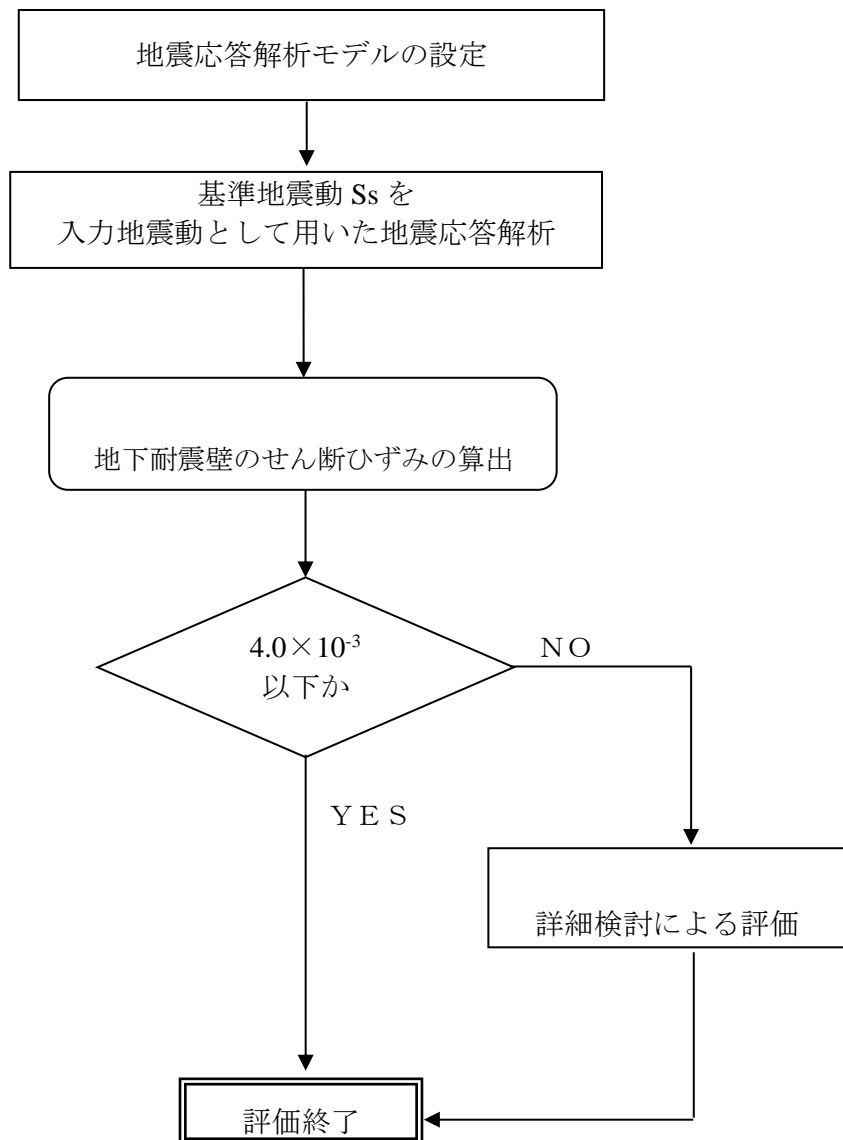 地震応答解析モデルの設定
基準地震動 Ss を
入力地震動として用いた地震応答解析
地下耐震壁のせん断ひずみの算出
4.0×10⁻³
以下か
ＮＯ
ＹＥＳ
詳細検討による評価
評価終了